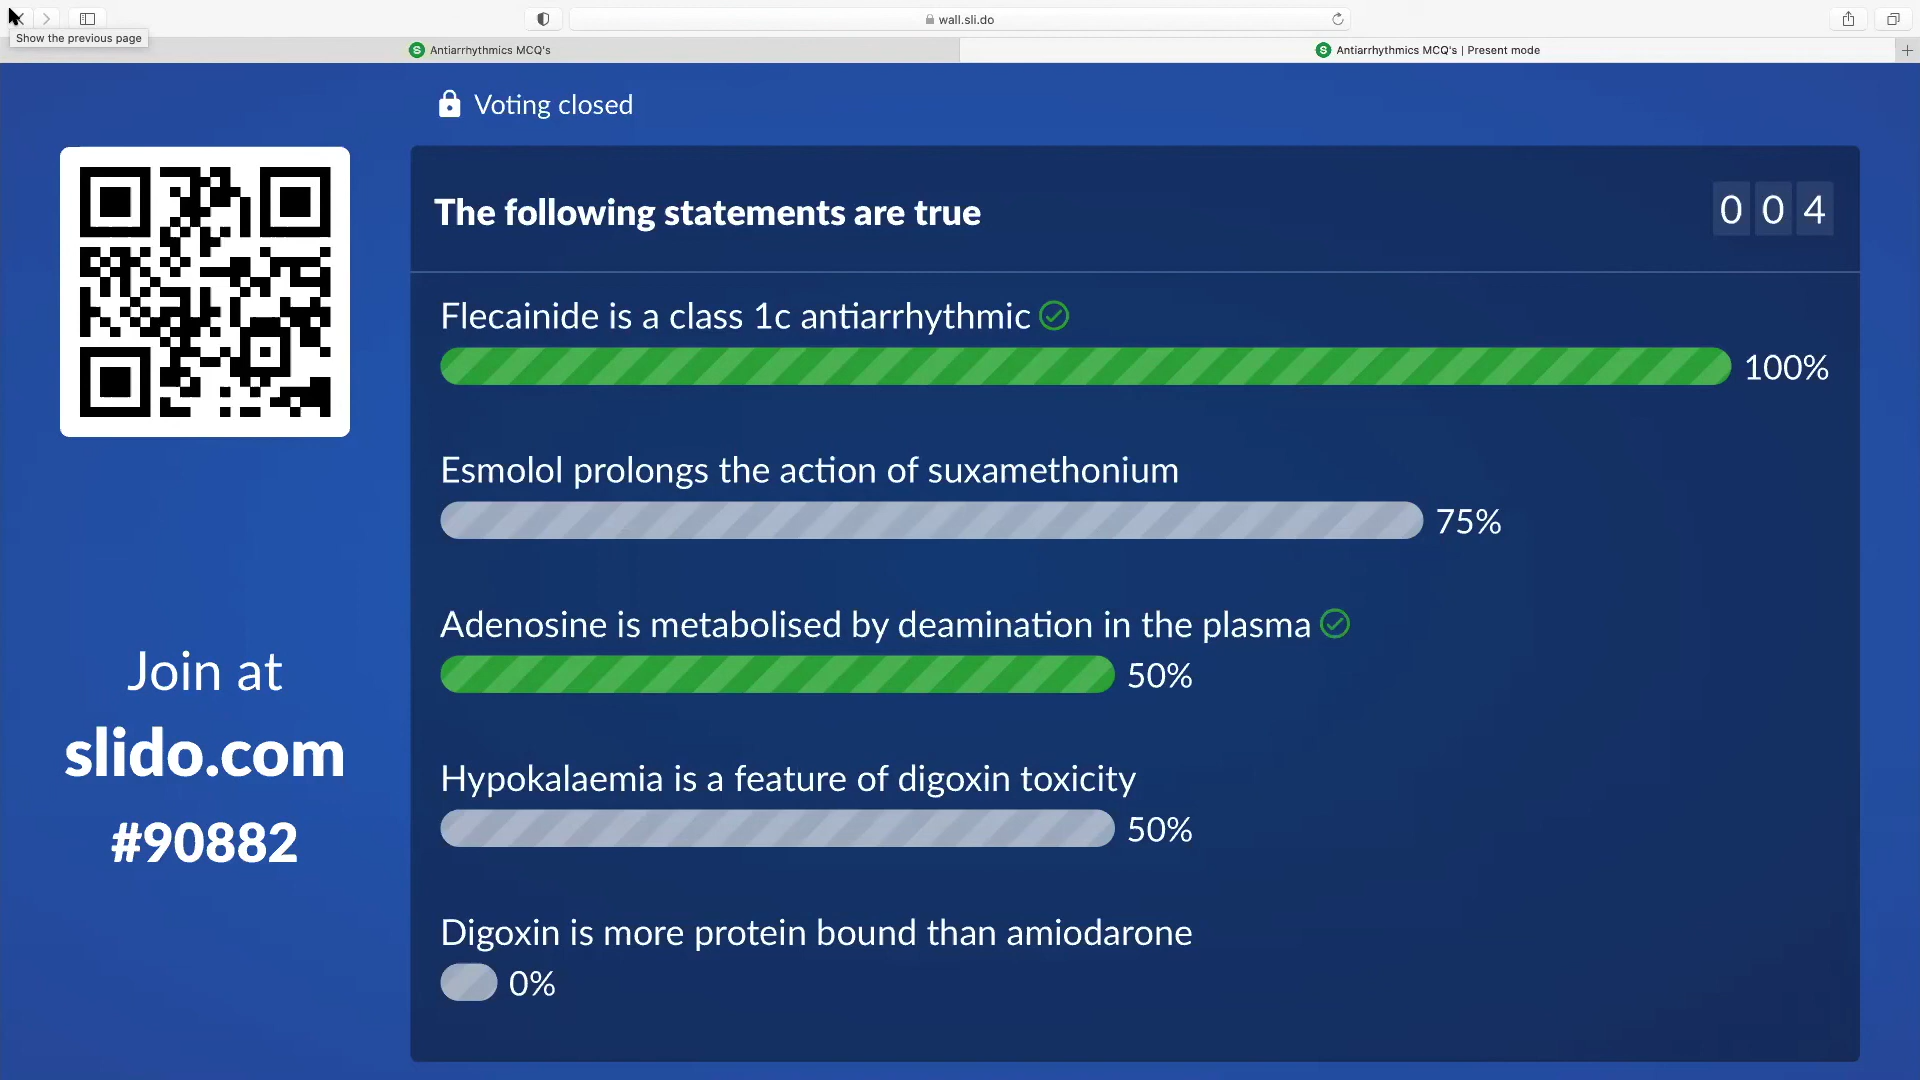 wall.sli.do
Show the previous page
Antiarrhythmics MCQ's
Antiarrhythmics MCQ's | Present mode
Voting closed
The following statements are true
004
Flecainide is a class 1c antiarrhythmic
100%
Esmolol prolongs the action of suxamethonium
75%
Adenosine is metabolised by deamination in the plasma
50%
Hypokalaemia is a feature of digoxin toxicity
50%
Digoxin is more protein bound than amiodarone
0%
Join at
slido.com
#90882